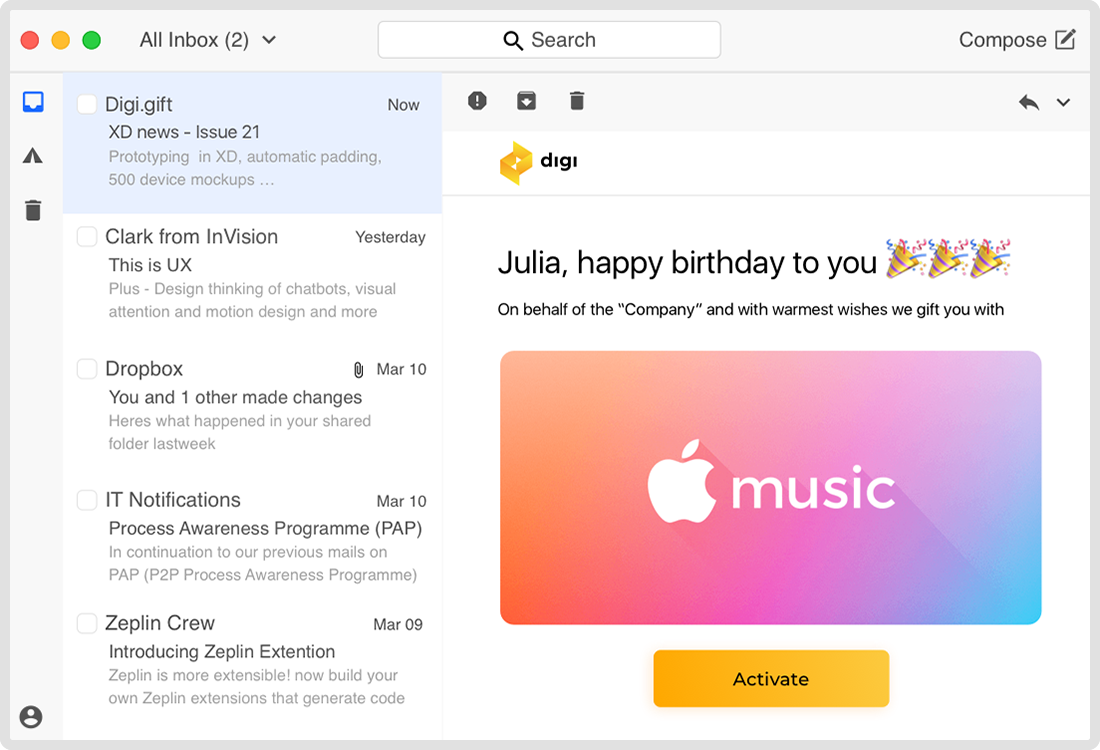 All Inbox (2)
Search
Compose
Digi.gift
Now
XD news - Issue 21
Prototyping in XD, automatic padding,
500 device mockups ...
Clark from InVision
Yesterday
This is UX
Plus - Design thinking of chatbots, visual
attention and motion design and more
Dropbox
Mar 10
You and 1 other made changes
Heres what happened in your shared
folder lastweek
IT Notifications
Mar 10
Process Awareness Programme (PAP)
In continuation to our previous mails on
PAP (P2P Process Awareness Programme)
Zeplin Crew
Mar 09
Introducing Zeplin Extention
Zeplin is more extensible! now build your
own Zeplin extensions that generate code
digi
Julia, happy birthday to you 🎉🎉🎉
On behalf of the “Company” and with warmest wishes we gift you with
music
Activate